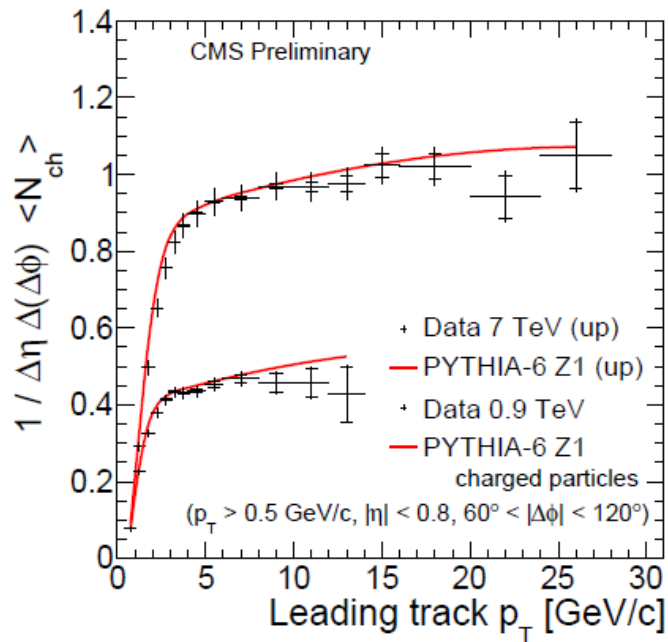 CMS Preliminary
1 / Δη Δ(Δϕ) <N_ch>
1.4
1.2
1
0.8
0.6
0.4
0.2
0
Data 7 TeV (up)
PYTHIA-6 Z1 (up)
Data 0.9 TeV
PYTHIA-6 Z1
charged particles
(p_T > 0.5 GeV/c, |η| < 0.8, 60° < |Δϕ| < 120°)
0 5 10 15 20 25 30
Leading track p_T [GeV/c]